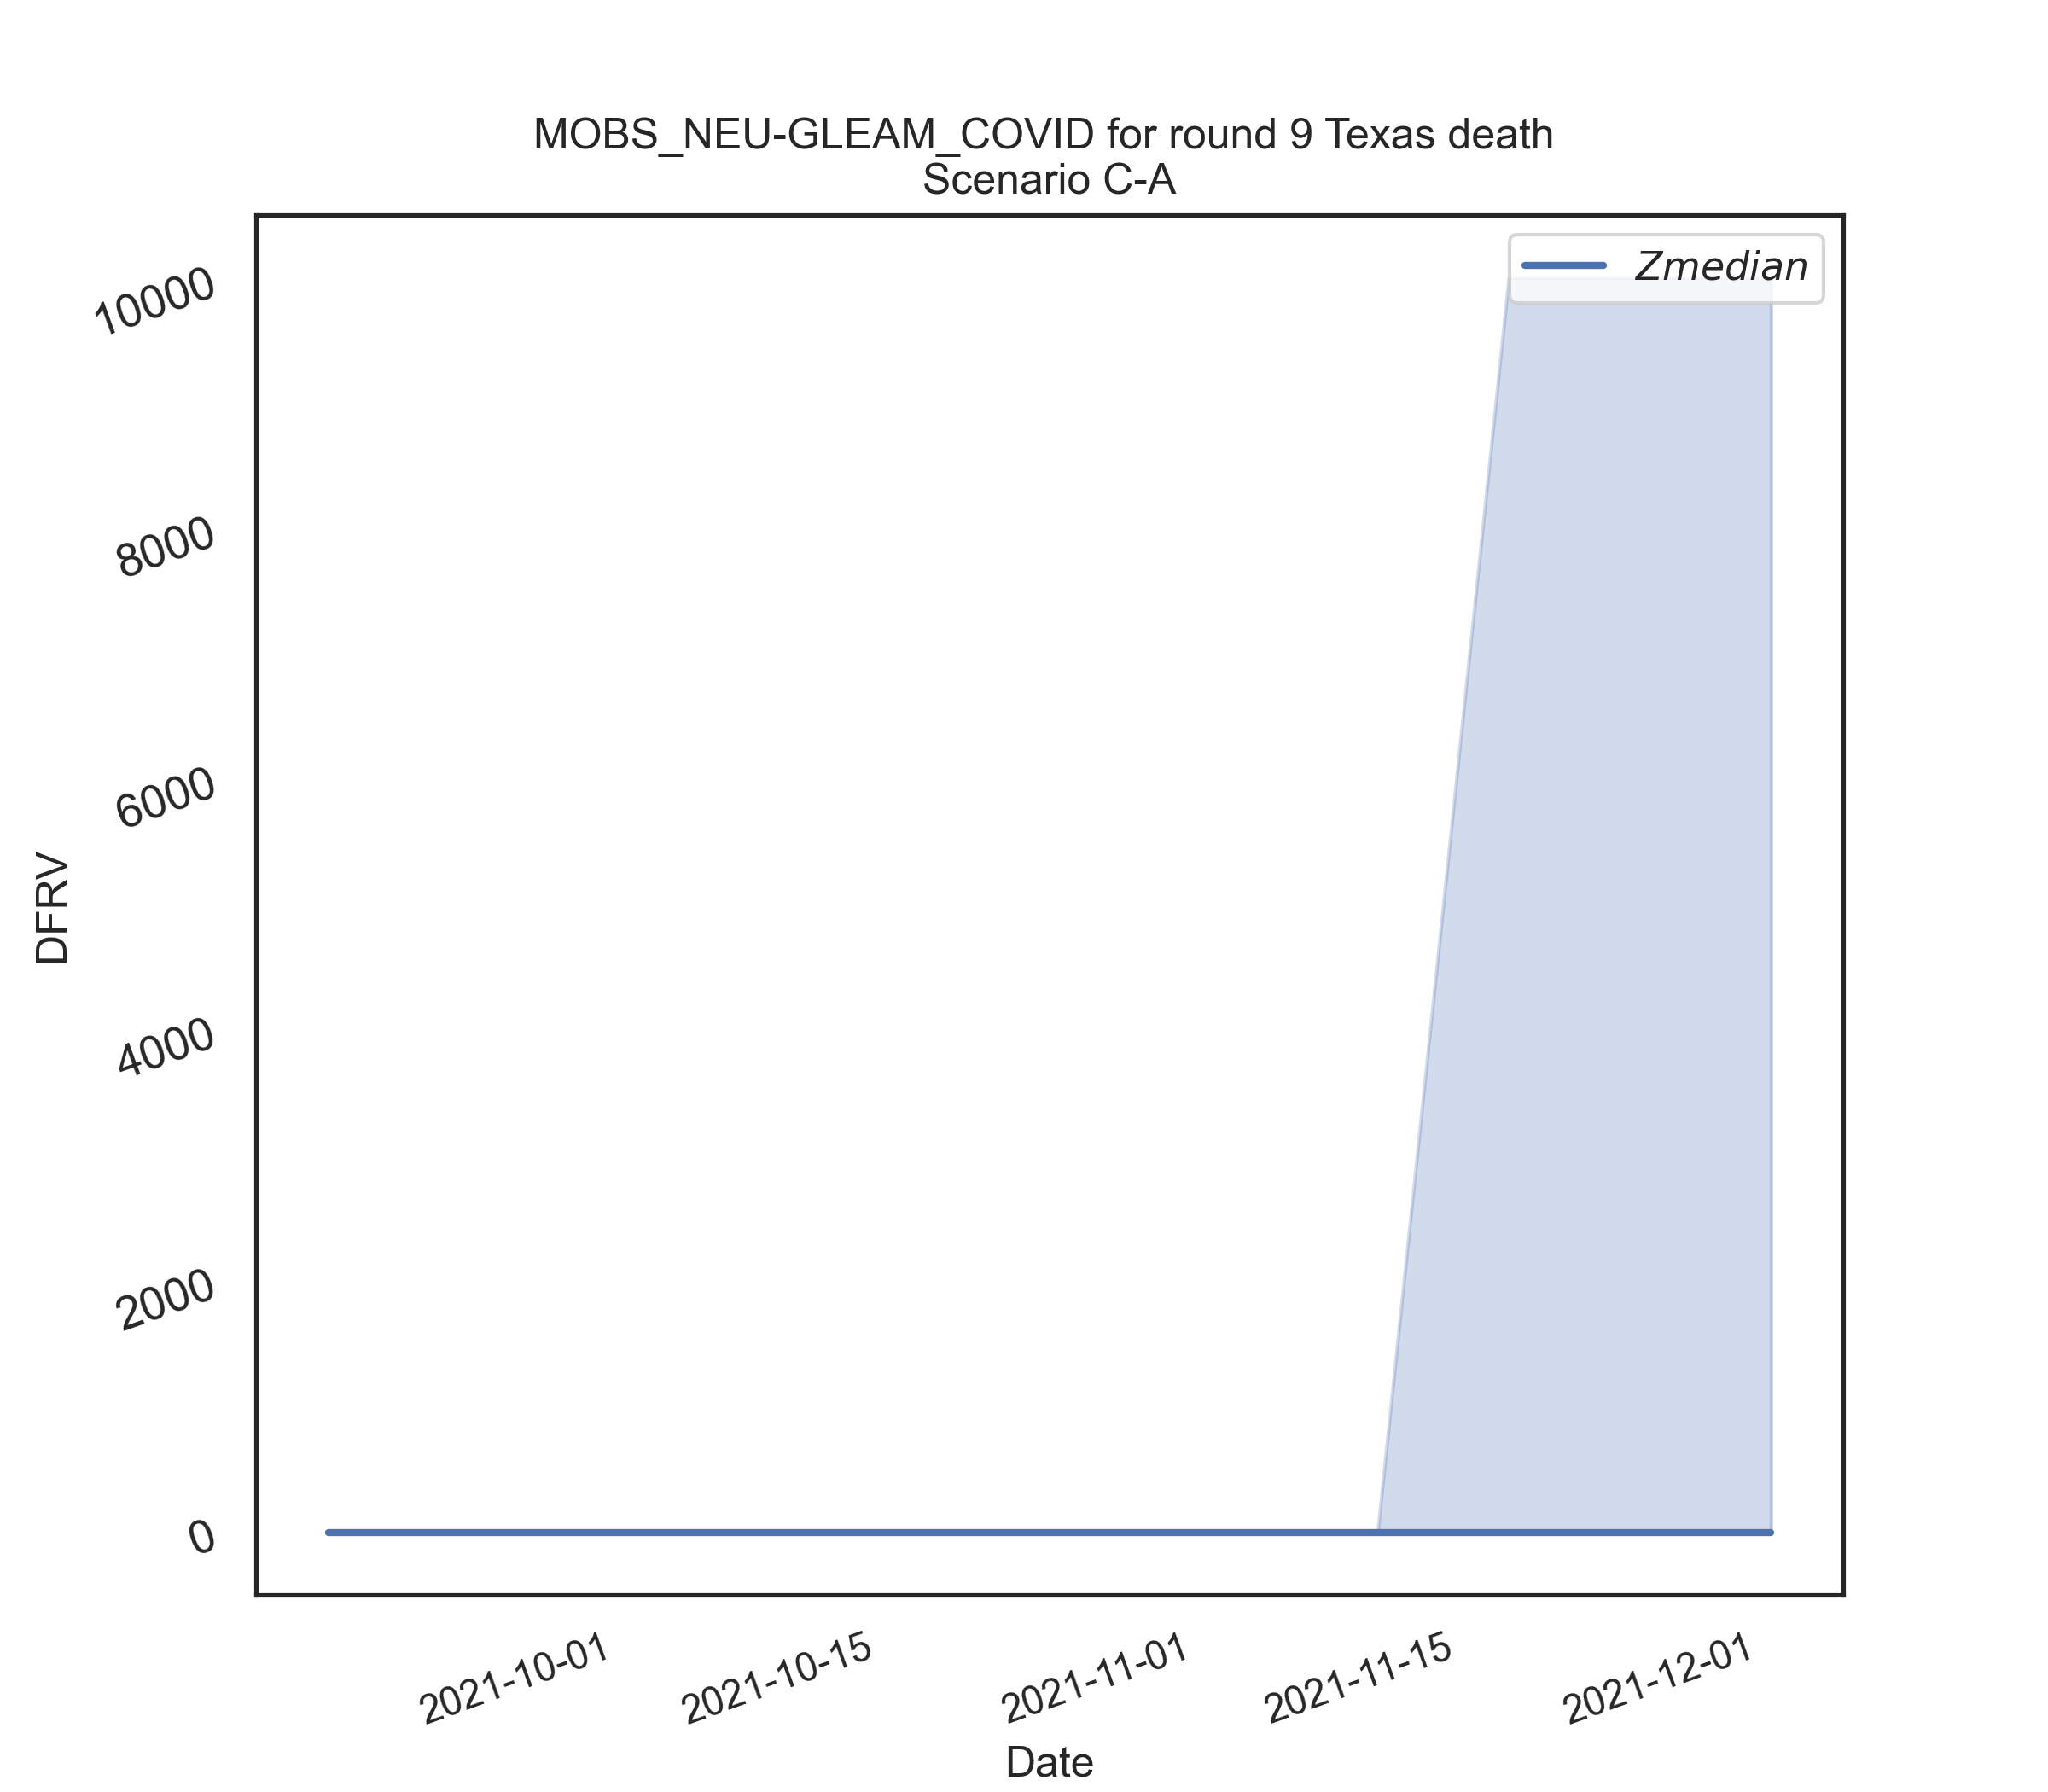 MOBS_NEU-GLEAM_COVID for round 9 Texas death
Scenario C-A
Zmedian
10000
8000
6000
4000
2000
0
DFRV
2021-10-01
2021-10-15
2021-11-01
2021-11-15
2021-12-01
Date